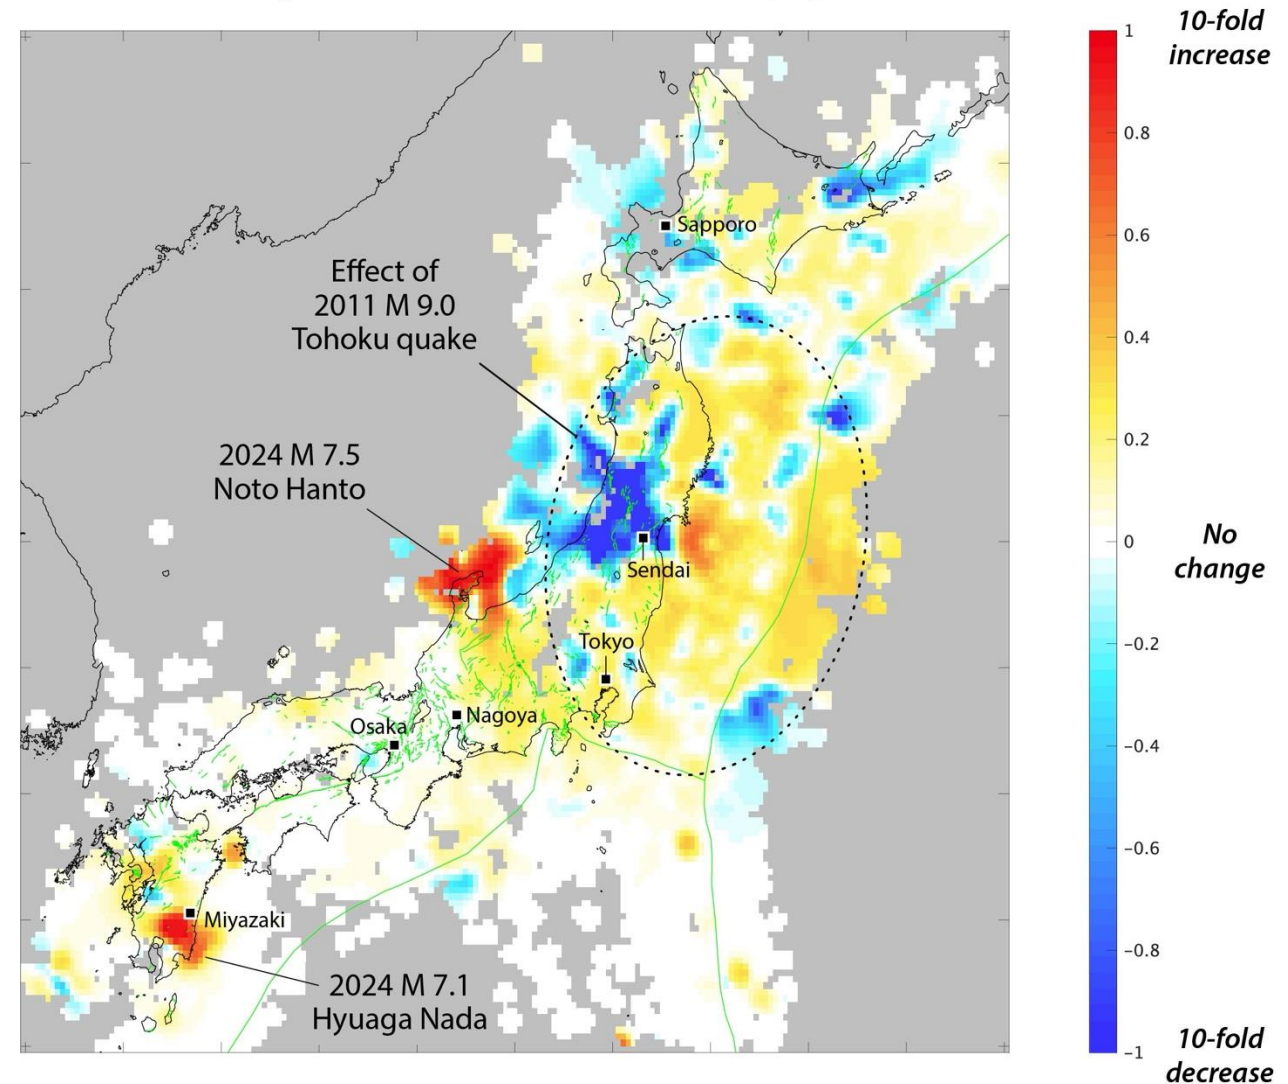 10-fold
increase
1
0.8
0.6
0.4
0.2
0
–0.2
–0.4
–0.6
–0.8
–1
No
change
10-fold
decrease
Sapporo
Effect of
2011 M 9.0
Tohoku quake
2024 M 7.5
Noto Hanto
Sendai
Tokyo
Nagoya
Osaka
Miyazaki
2024 M 7.1
Hyuaga Nada